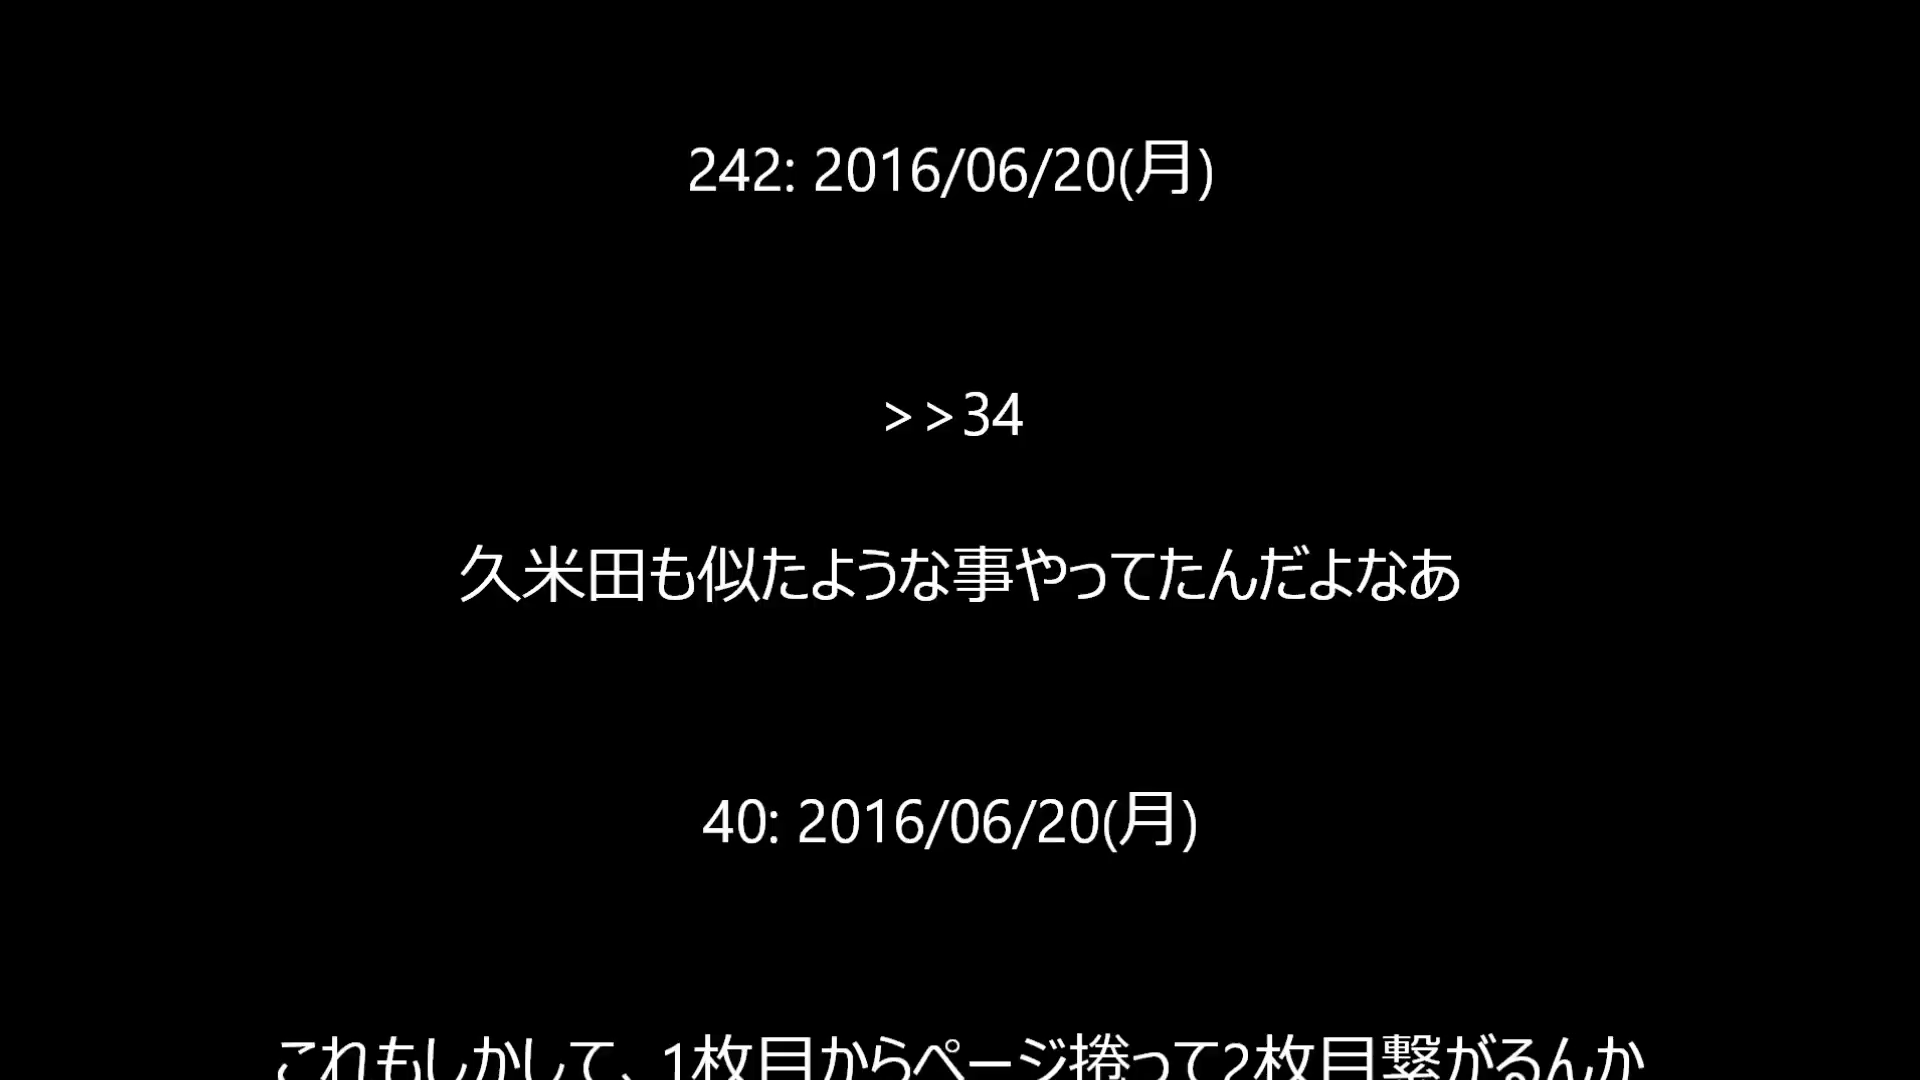 242: 2016/06/20(月)
>>34
久米田も似たような事やってたんだよなあ
40: 2016/06/20(月)
これもしかして、1枚目からページ捲って2枚目繋がるんか